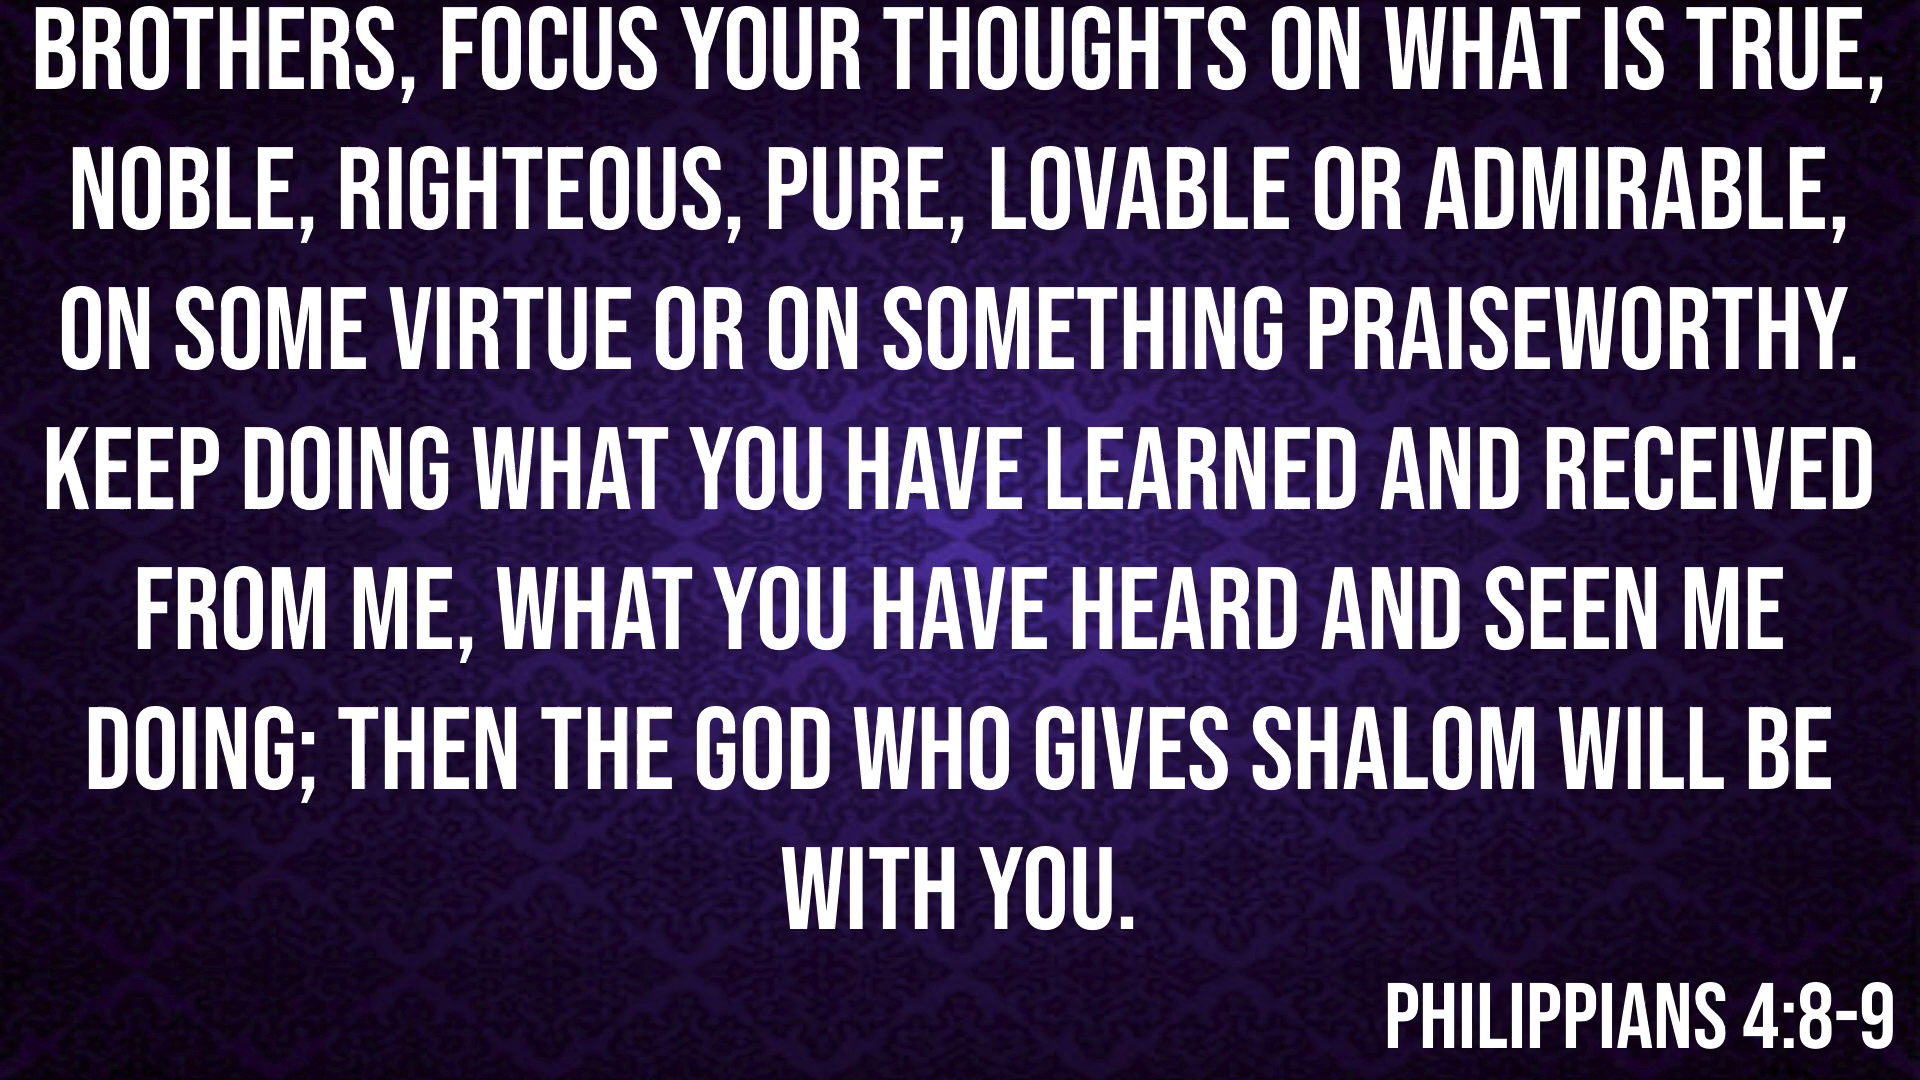 BROTHERS, FOCUS YOUR THOUGHTS ON WHAT IS TRUE,
NOBLE, RIGHTEOUS, PURE, LOVABLE OR ADMIRABLE,
ON SOME VIRTUE OR ON SOMETHING PRAISEWORTHY.
KEEP DOING WHAT YOU HAVE LEARNED AND RECEIVED
FROM ME, WHAT YOU HAVE HEARD AND SEEN ME
DOING; THEN THE GOD WHO GIVES SHALOM WILL BE
WITH YOU.
PHILIPPIANS 4:8-9